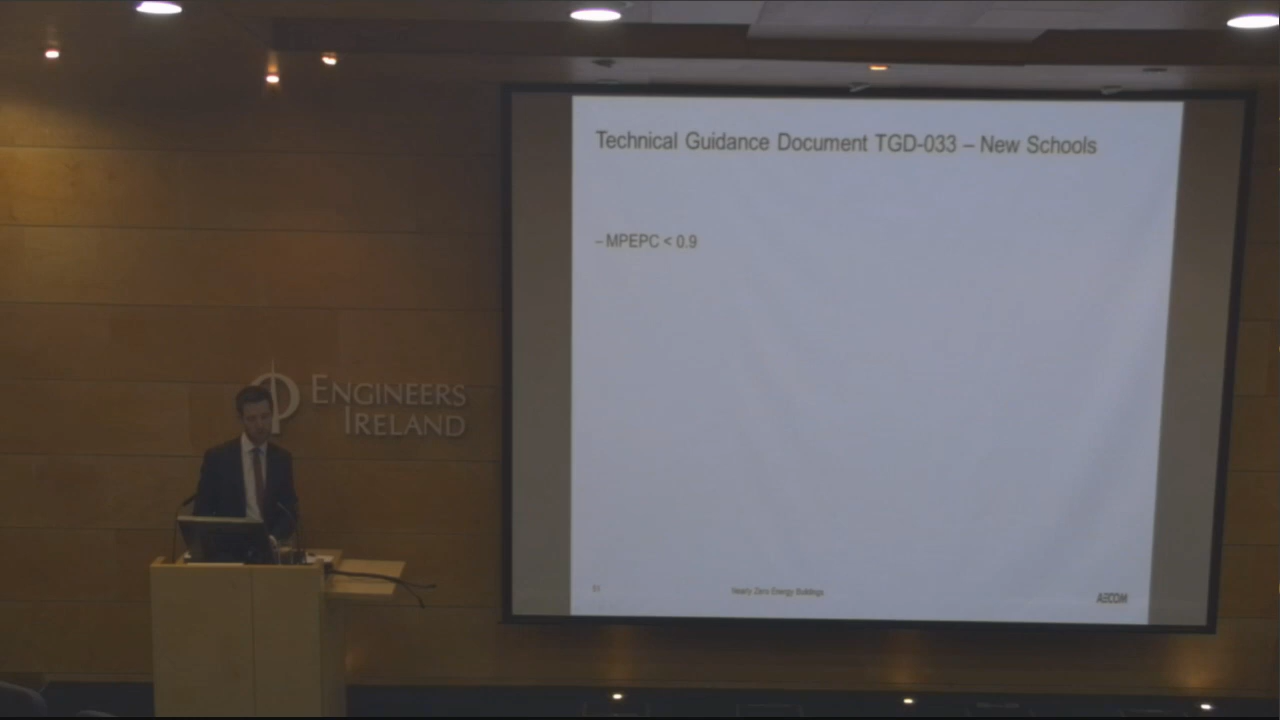 Technical Guidance Document TGD-033 – New Schools
– MPEPC < 0.9
ENGINEERS
IRELAND
Nearly Zero Energy Buildings
AECOM